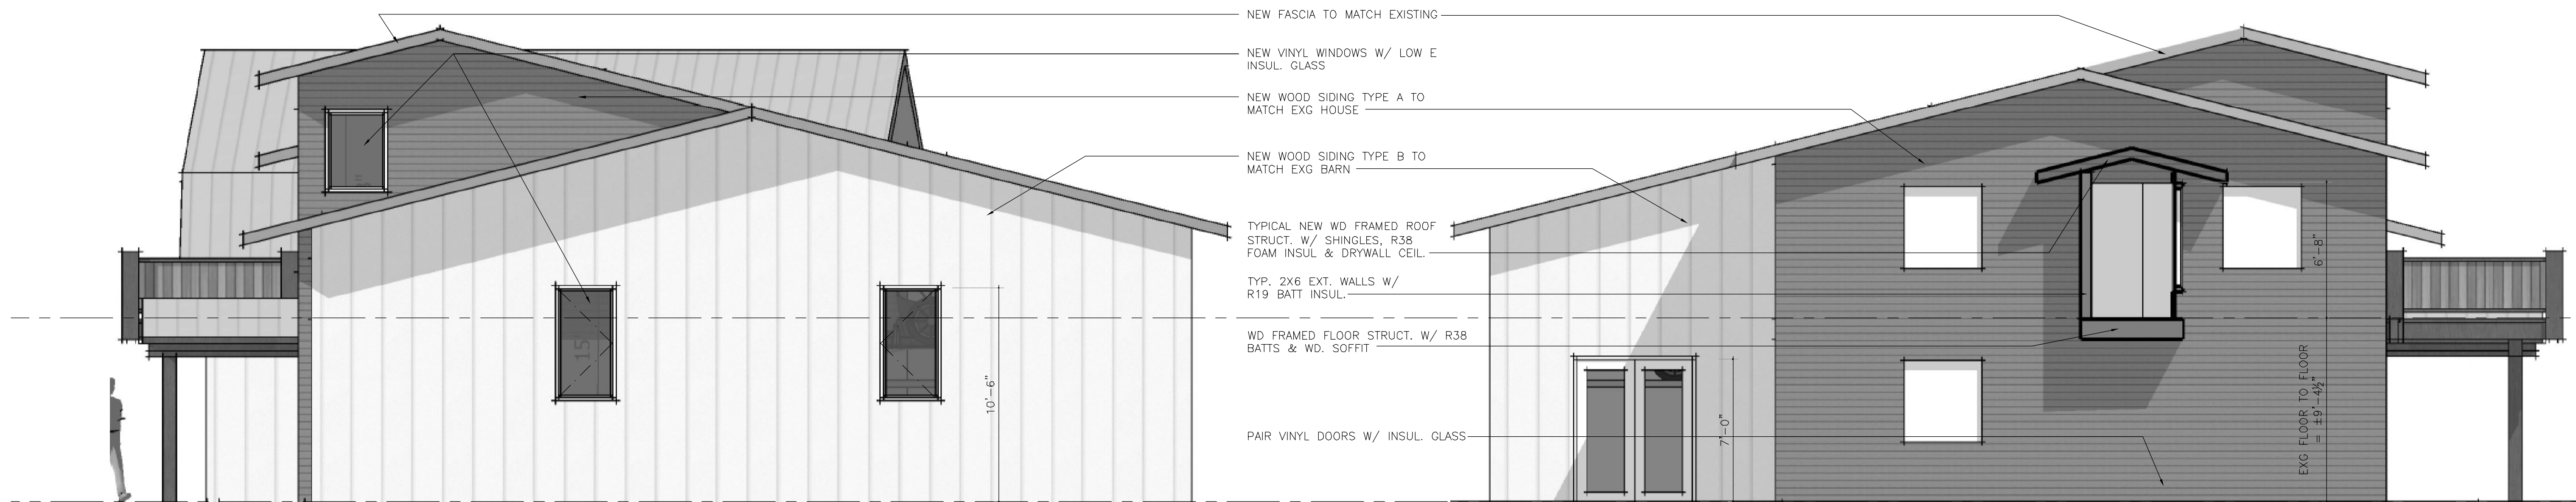 NEW FASCIA TO MATCH EXISTING
NEW VINYL WINDOWS W/ LOW E
INSUL. GLASS
NEW WOOD SIDING TYPE A TO
MATCH EXG HOUSE
NEW WOOD SIDING TYPE B TO
MATCH EXG BARN
TYPICAL NEW WD FRAMED ROOF
STRUCT. W/ SHINGLES, R38
FOAM INSUL & DRYWALL CEIL.
TYP. 2X6 EXT. WALLS W/
R19 BATT INSUL.
WD FRAMED FLOOR STRUCT. W/ R38
BATTS & WD. SOFFIT
PAIR VINYL DOORS W/ INSUL. GLASS
10'-6"
7'-0"
6'-8"
EXG FLOOR TO FLOOR
= ±9'-4½"
15